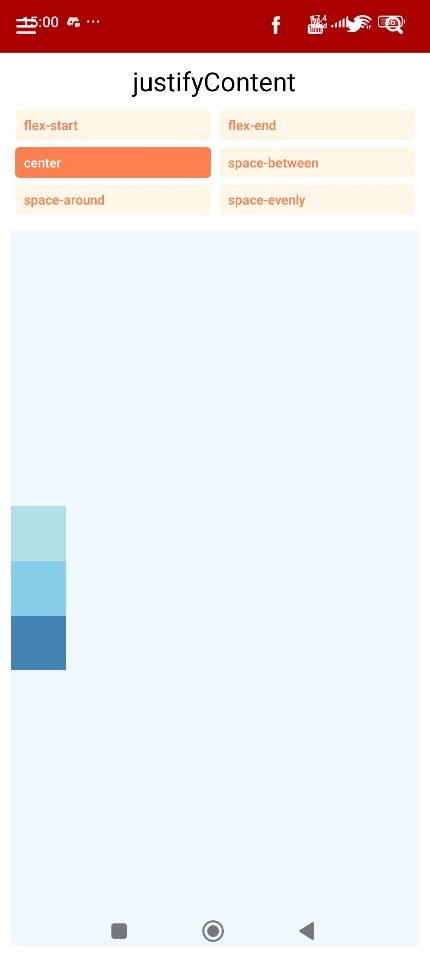 15:00
justifyContent
flex-start
flex-end
center
space-between
space-around
space-evenly